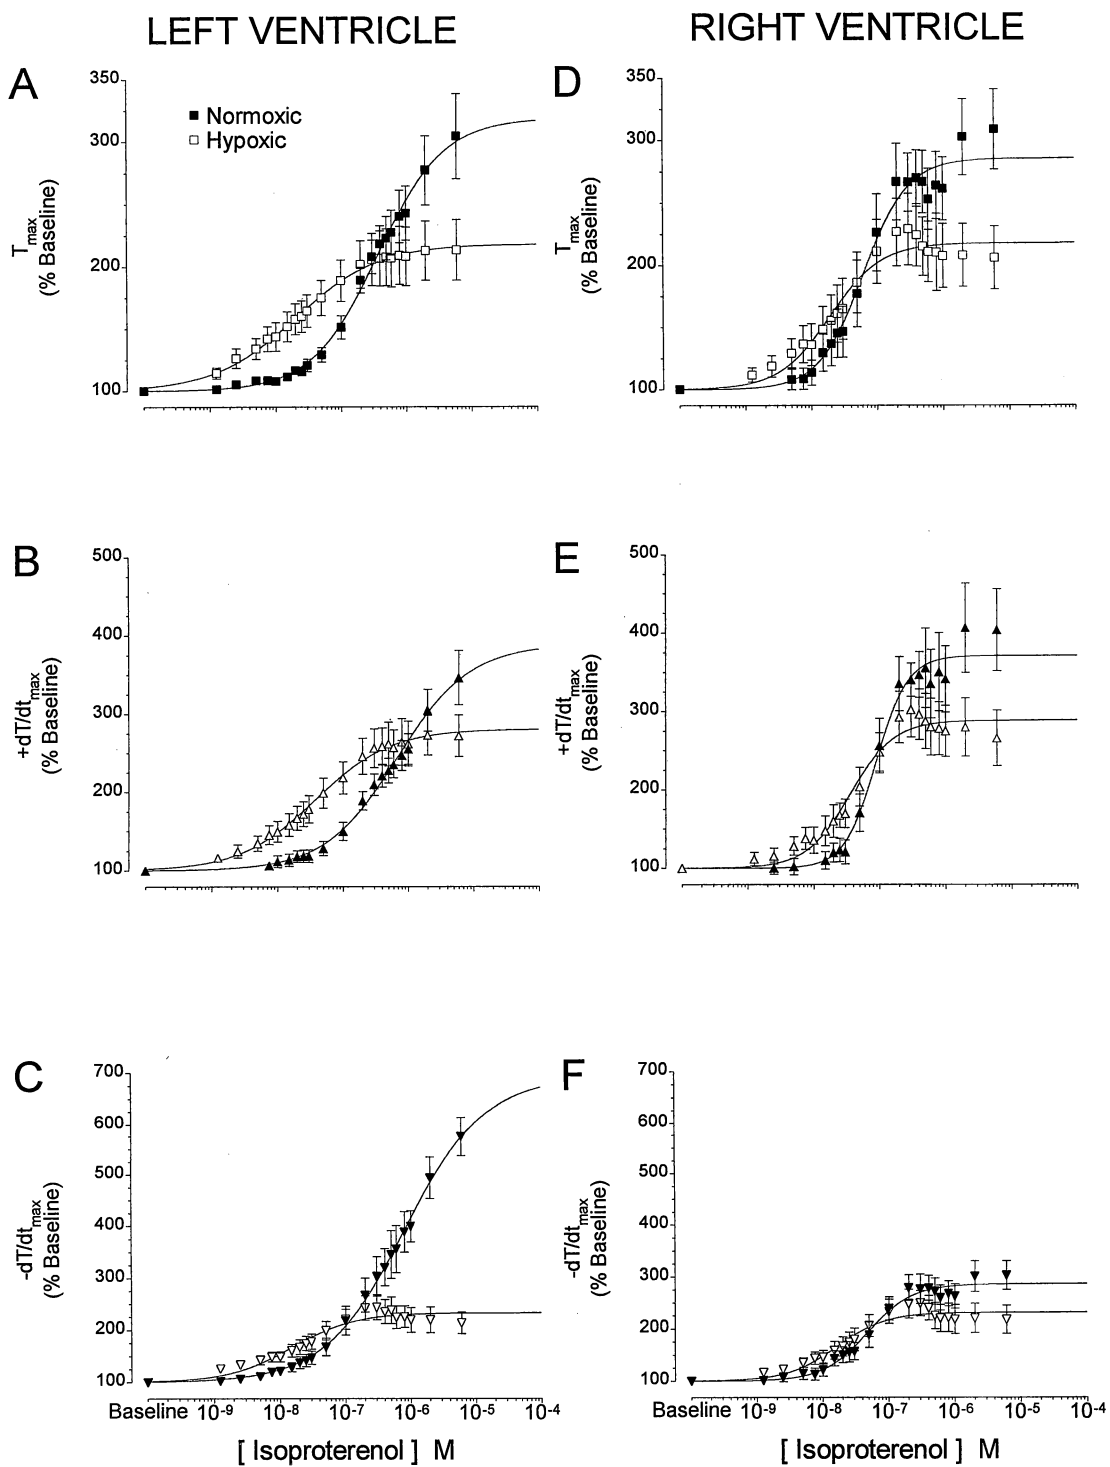 LEFT VENTRICLE
RIGHT VENTRICLE
A
350
300
200
100
Tmax
(% Baseline)
Normoxic
Hypoxic
D
350
300
200
100
Tmax
(% Baseline)
B
500
400
300
200
100
+dT/dtmax
(% Baseline)
E
500
400
300
200
100
+dT/dtmax
(% Baseline)
C
700
600
500
400
300
200
100
-dT/dtmax
(% Baseline)
Baseline 10-9 10-8 10-7 10-6 10-5 10-4
[ Isoproterenol ] M
F
700
600
500
400
300
200
100
-dT/dtmax
(% Baseline)
Baseline 10-9 10-8 10-7 10-6 10-5 10-4
[ Isoproterenol ] M